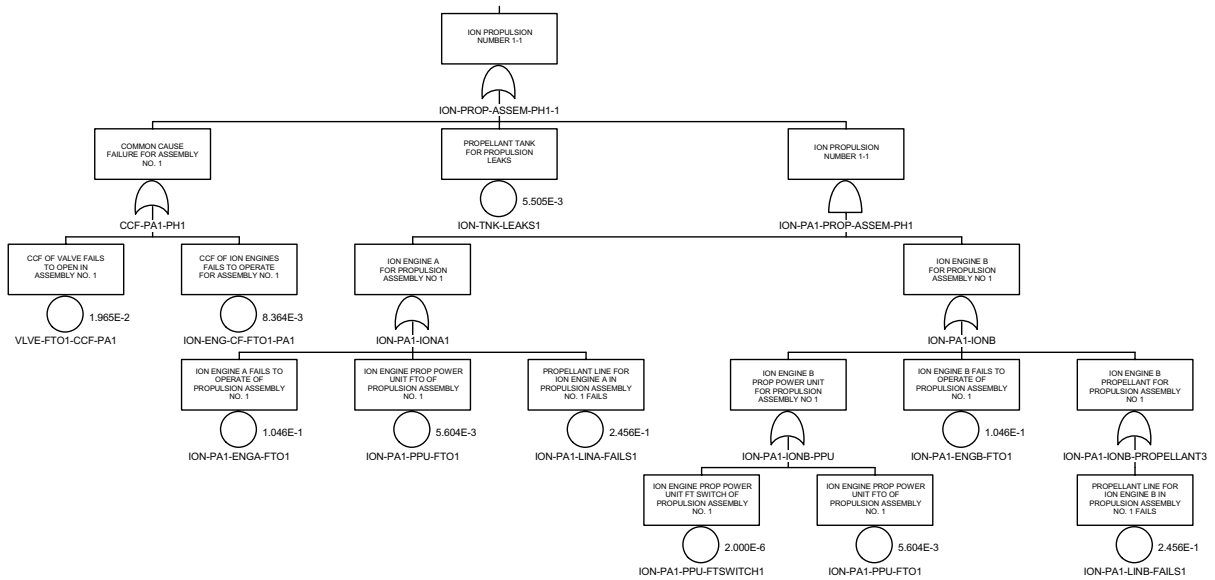 ION PROPULSION
NUMBER 1-1
ION-PROP-ASSEM-PH1-1
COMMON CAUSE
FAILURE FOR ASSEMBLY
NO. 1
CCF-PA1-PH1
PROPELLANT TANK
FOR PROPULSION
LEAKS
5.505E-3
ION-TNK-LEAKS1
ION PROPULSION
NUMBER 1-1
ION-PA1-PROP-ASSEM-PH1
CCF OF VALVE FAILS
TO OPEN IN
ASSEMBLY NO. 1
1.965E-2
VLVE-FTO1-CCF-PA1
CCF OF ION ENGINES
FAILS TO OPERATE
FOR ASSEMBLY NO. 1
8.364E-3
ION-ENG-CF-FTO1-PA1
ION ENGINE A
FOR PROPULSION
ASSEMBLY NO 1
ION-PA1-IONA1
ION ENGINE B
FOR PROPULSION
ASSEMBLY NO 1
ION-PA1-IONB
ION ENGINE A FAILS TO
OPERATE OF
PROPULSION ASSEMBLY
NO. 1
1.046E-1
ION-PA1-ENGA-FTO1
ION ENGINE PROP POWER
UNIT FTO OF
PROPULSION ASSEMBLY
NO. 1
5.604E-3
ION-PA1-PPU-FTO1
PROPELLANT LINE FOR
ION ENGINE A IN
PROPULSION ASSEMBLY
NO. 1 FAILS
2.456E-1
ION-PA1-LINA-FAILS1
ION ENGINE B
PROP POWER UNIT
FOR PROPULSION
ASSEMBLY NO 1
ION-PA1-IONB-PPU
ION ENGINE B FAILS TO
OPERATE OF
PROPULSION ASSEMBLY
NO. 1
1.046E-1
ION-PA1-ENGB-FTO1
ION ENGINE B
PROPELLANT FOR
PROPULSION ASSEMBLY
NO 1
ION-PA1-IONB-PROPELLANT3
ION ENGINE PROP POWER
UNIT FT SWITCH OF
PROPULSION ASSEMBLY
NO. 1
2.000E-6
ION-PA1-PPU-FTSWITCH1
ION ENGINE PROP POWER
UNIT FTO OF
PROPULSION ASSEMBLY
NO. 1
5.604E-3
ION-PA1-PPU-FTO1
PROPELLANT LINE FOR
ION ENGINE B IN
PROPULSION ASSEMBLY
NO. 1 FAILS
2.456E-1
ION-PA1-LINB-FAILS1